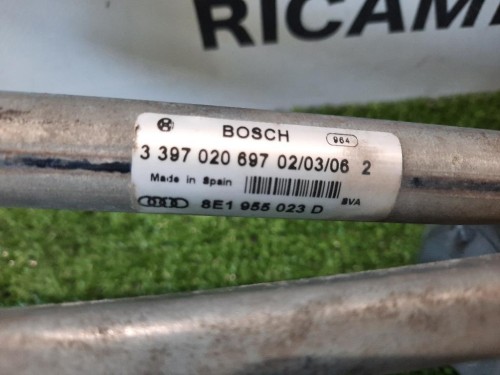 RICAM
BOSCH 964
3 397 020 697 02/03/06 2
Made in Spain
8E1 955 023 D SVA